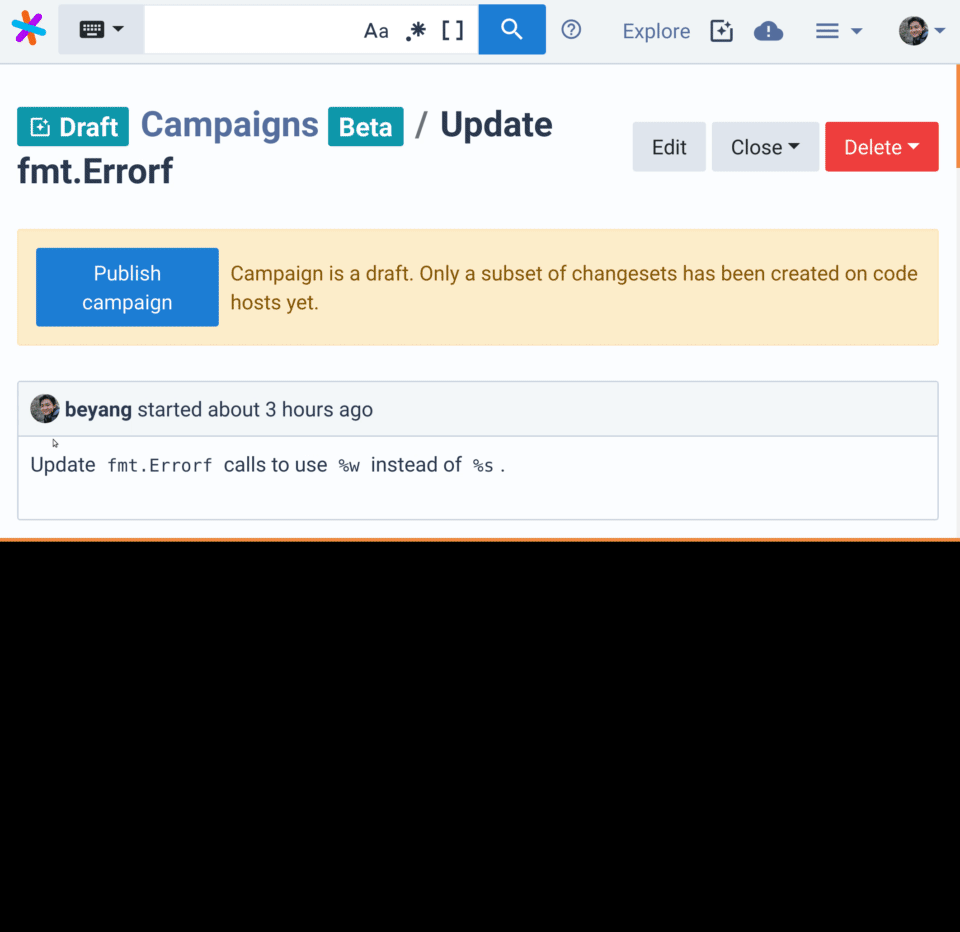 Aa .* [ ] Explore
Draft Campaigns Beta / Update
fmt.Errorf
Edit Close Delete
Publish
campaign
Campaign is a draft. Only a subset of changesets has been created on code
hosts yet.
beyang started about 3 hours ago
Update fmt.Errorf calls to use %w instead of %s .